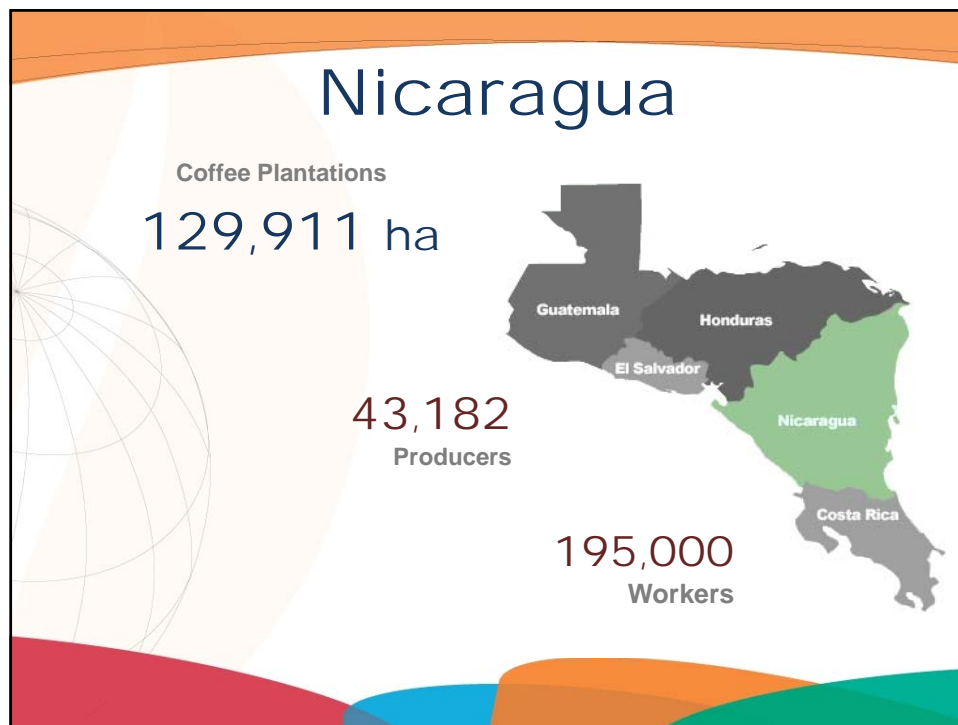 Nicaragua
Coffee Plantations
129,911 ha
Guatemala
Honduras
El Salvador
43,182
Producers
Nicaragua
Costa Rica
195,000
Workers